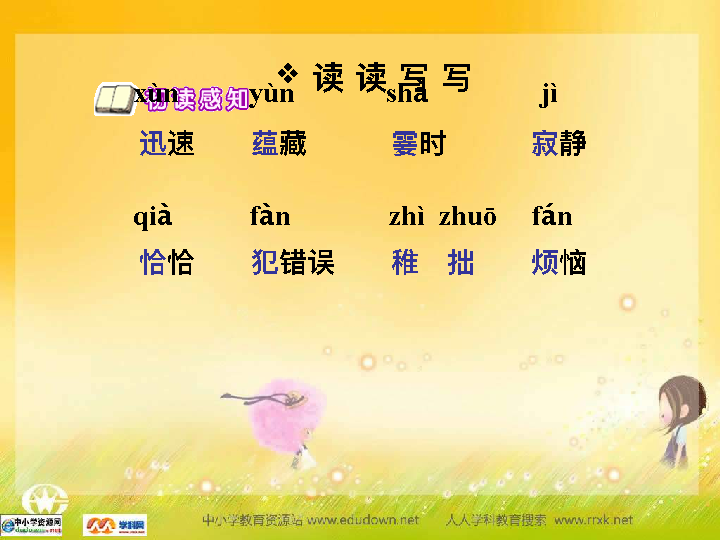 ❖ 读读写写
初读感知
xùn yùn shà jì
迅速 蕴藏 霎时 寂静
qià fàn zhì zhuō fán
恰恰 犯错误 稚 拙 烦恼
中小学资源网 学科网 中小学教育资源站 www.edudown.net 人人学科教育搜索 www.rrxk.net